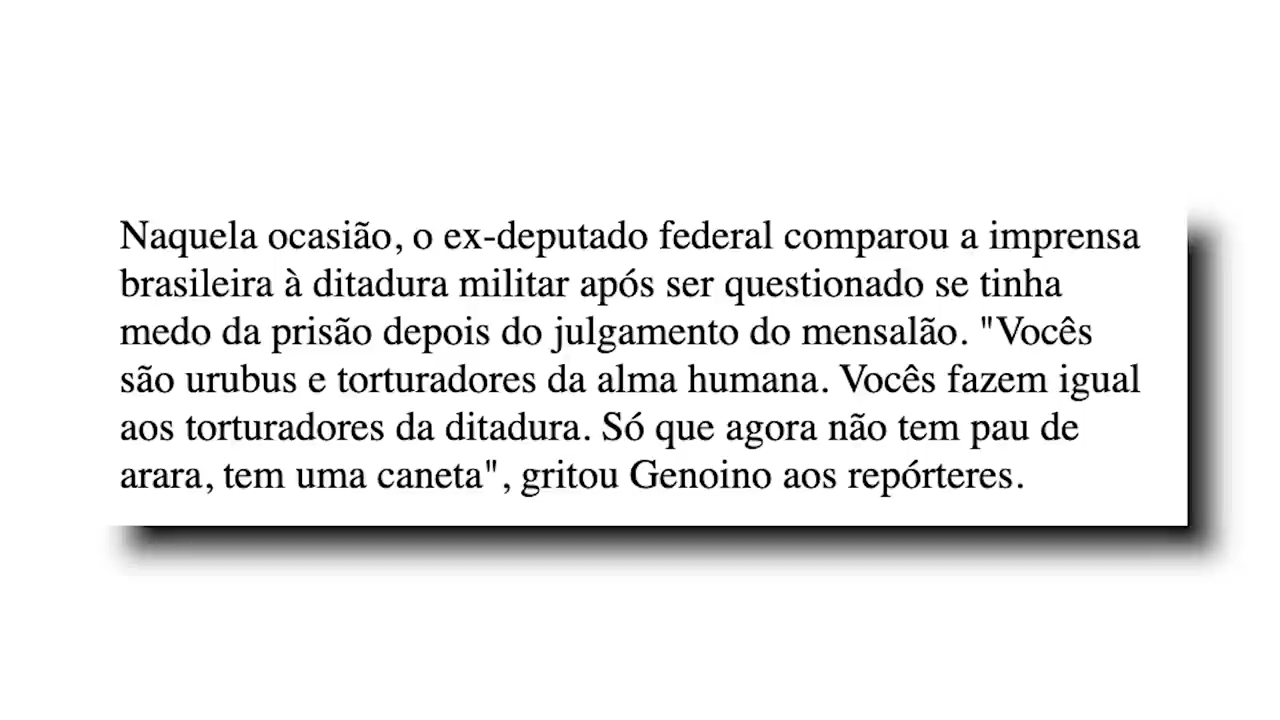 Naquela ocasião, o ex-deputado federal comparou a imprensa
brasileira à ditadura militar após ser questionado se tinha
medo da prisão depois do julgamento do mensalão. "Vocês
são urubus e torturadores da alma humana. Vocês fazem igual
aos torturadores da ditadura. Só que agora não tem pau de
arara, tem uma caneta", gritou Genoino aos repórteres.